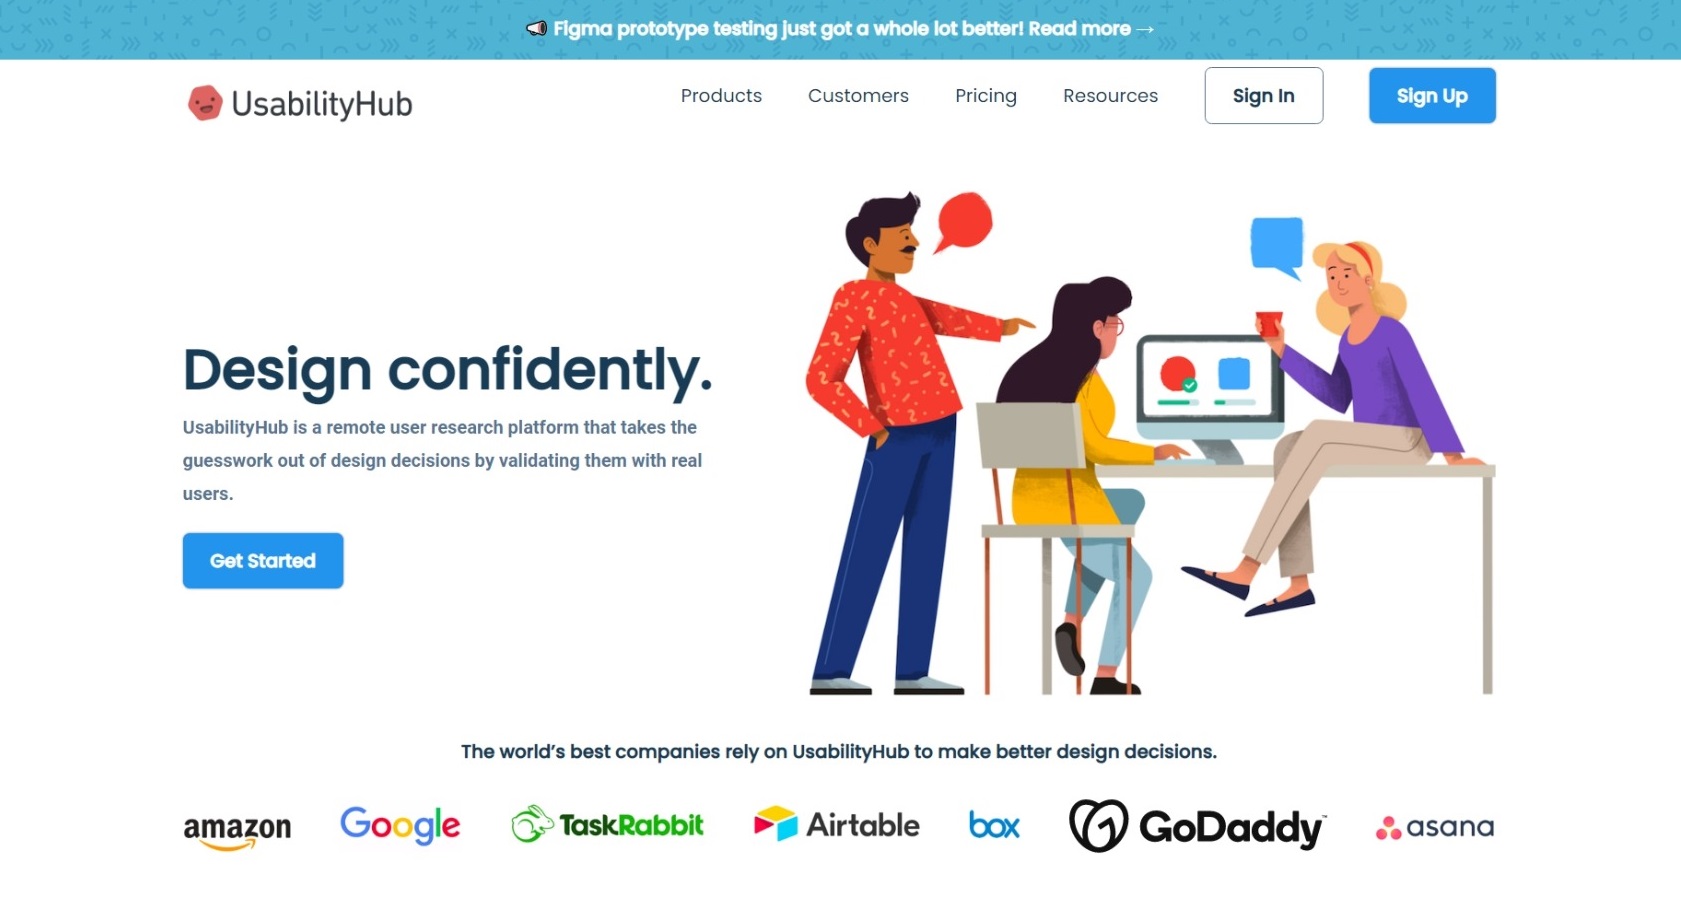 Figma prototype testing just got a whole lot better! Read more →
UsabilityHub
Products
Customers
Pricing
Resources
Sign In
Sign Up
Design confidently.
UsabilityHub is a remote user research platform that takes the
guesswork out of design decisions by validating them with real
users.
Get Started
The world’s best companies rely on UsabilityHub to make better design decisions.
amazon
Google
TaskRabbit
Airtable
box
GoDaddy™
asana